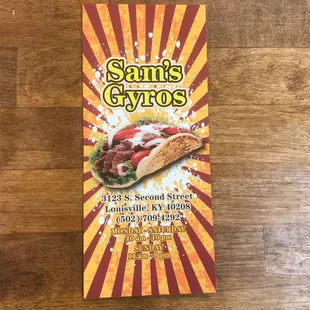 Sam's
Gyros
3123 S. Second Street
Louisville, KY 40208
(502) 709-4292
MONDAY - SATURDAY
SUNDAY